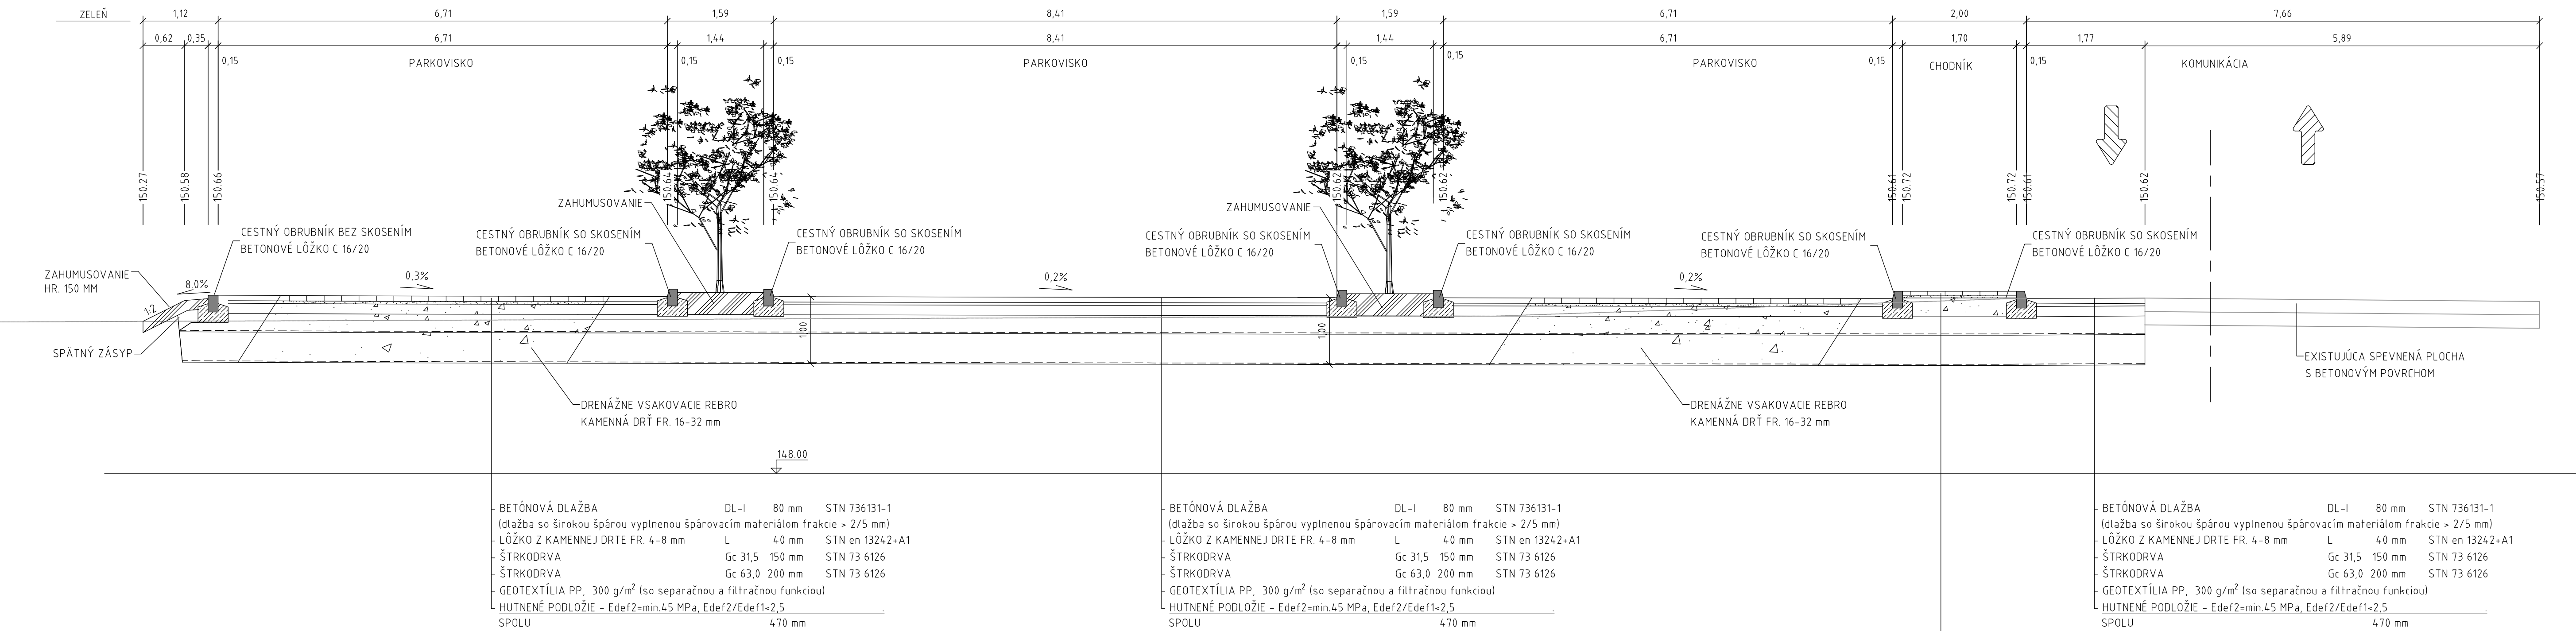 ZELEŇ
1,12 6,71 1,59 8,41 1,59 6,71 2,00 7,66
0,62 0,35 6,71 1,44 8,41 1,44 6,71 1,70 1,77 5,89
0,15 0,15 0,15 0,15 0,15 0,15 0,15
PARKOVISKO PARKOVISKO PARKOVISKO CHODNÍK KOMUNIKÁCIA
150.27 150.58 150.66 150.64 150.64 150.62 150.62 150.61 150.72 150.72 150.61 150.62 150.57
ZAHUMUSOVANIE
ZAHUMUSOVANIE
CESTNÝ OBRUBNÍK BEZ SKOSENÍM
BETONOVÉ LÔŽKO C 16/20
CESTNÝ OBRUBNÍK SO SKOSENÍM
BETONOVÉ LÔŽKO C 16/20
CESTNÝ OBRUBNÍK SO SKOSENÍM
BETONOVÉ LÔŽKO C 16/20
CESTNÝ OBRUBNÍK SO SKOSENÍM
BETONOVÉ LÔŽKO C 16/20
CESTNÝ OBRUBNÍK SO SKOSENÍM
BETONOVÉ LÔŽKO C 16/20
CESTNÝ OBRUBNÍK SO SKOSENÍM
BETONOVÉ LÔŽKO C 16/20
CESTNÝ OBRUBNÍK SO SKOSENÍM
BETONOVÉ LÔŽKO C 16/20
ZAHUMUSOVANIE
HR. 150 MM
8,0%
0,3%
0,2%
0,2%
1:2
1,00
1,00
SPÄTNÝ ZÁSYP
EXISTUJÚCA SPEVNENÁ PLOCHA
S BETONOVÝM POVRCHOM
DRENÁŽNE VSAKOVACIE REBRO
KAMENNÁ DRŤ FR. 16-32 mm
DRENÁŽNE VSAKOVACIE REBRO
KAMENNÁ DRŤ FR. 16-32 mm
148.00
BETÓNOVÁ DLAŽBA DL-I 80 mm STN 736131-1
(dlažba so širokou špárou vyplnenou špárovacím materiálom frakcie > 2/5 mm)
LÔŽKO Z KAMENNEJ DRTE FR. 4-8 mm L 40 mm STN en 13242+A1
ŠTRKODRVA Gc 31,5 150 mm STN 73 6126
ŠTRKODRVA Gc 63,0 200 mm STN 73 6126
GEOTEXTÍLIA PP, 300 g/m² (so separačnou a filtračnou funkciou)
HUTNENÉ PODLOŽIE - Edef2=min.45 MPa, Edef2/Edef1<2,5
SPOLU 470 mm
BETÓNOVÁ DLAŽBA DL-I 80 mm STN 736131-1
(dlažba so širokou špárou vyplnenou špárovacím materiálom frakcie > 2/5 mm)
LÔŽKO Z KAMENNEJ DRTE FR. 4-8 mm L 40 mm STN en 13242+A1
ŠTRKODRVA Gc 31,5 150 mm STN 73 6126
ŠTRKODRVA Gc 63,0 200 mm STN 73 6126
GEOTEXTÍLIA PP, 300 g/m² (so separačnou a filtračnou funkciou)
HUTNENÉ PODLOŽIE - Edef2=min.45 MPa, Edef2/Edef1<2,5
SPOLU 470 mm
BETÓNOVÁ DLAŽBA DL-I 80 mm STN 736131-1
(dlažba so širokou špárou vyplnenou špárovacím materiálom frakcie > 2/5 mm)
LÔŽKO Z KAMENNEJ DRTE FR. 4-8 mm L 40 mm STN en 13242+A1
ŠTRKODRVA Gc 31,5 150 mm STN 73 6126
ŠTRKODRVA Gc 63,0 200 mm STN 73 6126
GEOTEXTÍLIA PP, 300 g/m² (so separačnou a filtračnou funkciou)
HUTNENÉ PODLOŽIE - Edef2=min.45 MPa, Edef2/Edef1<2,5
SPOLU 470 mm